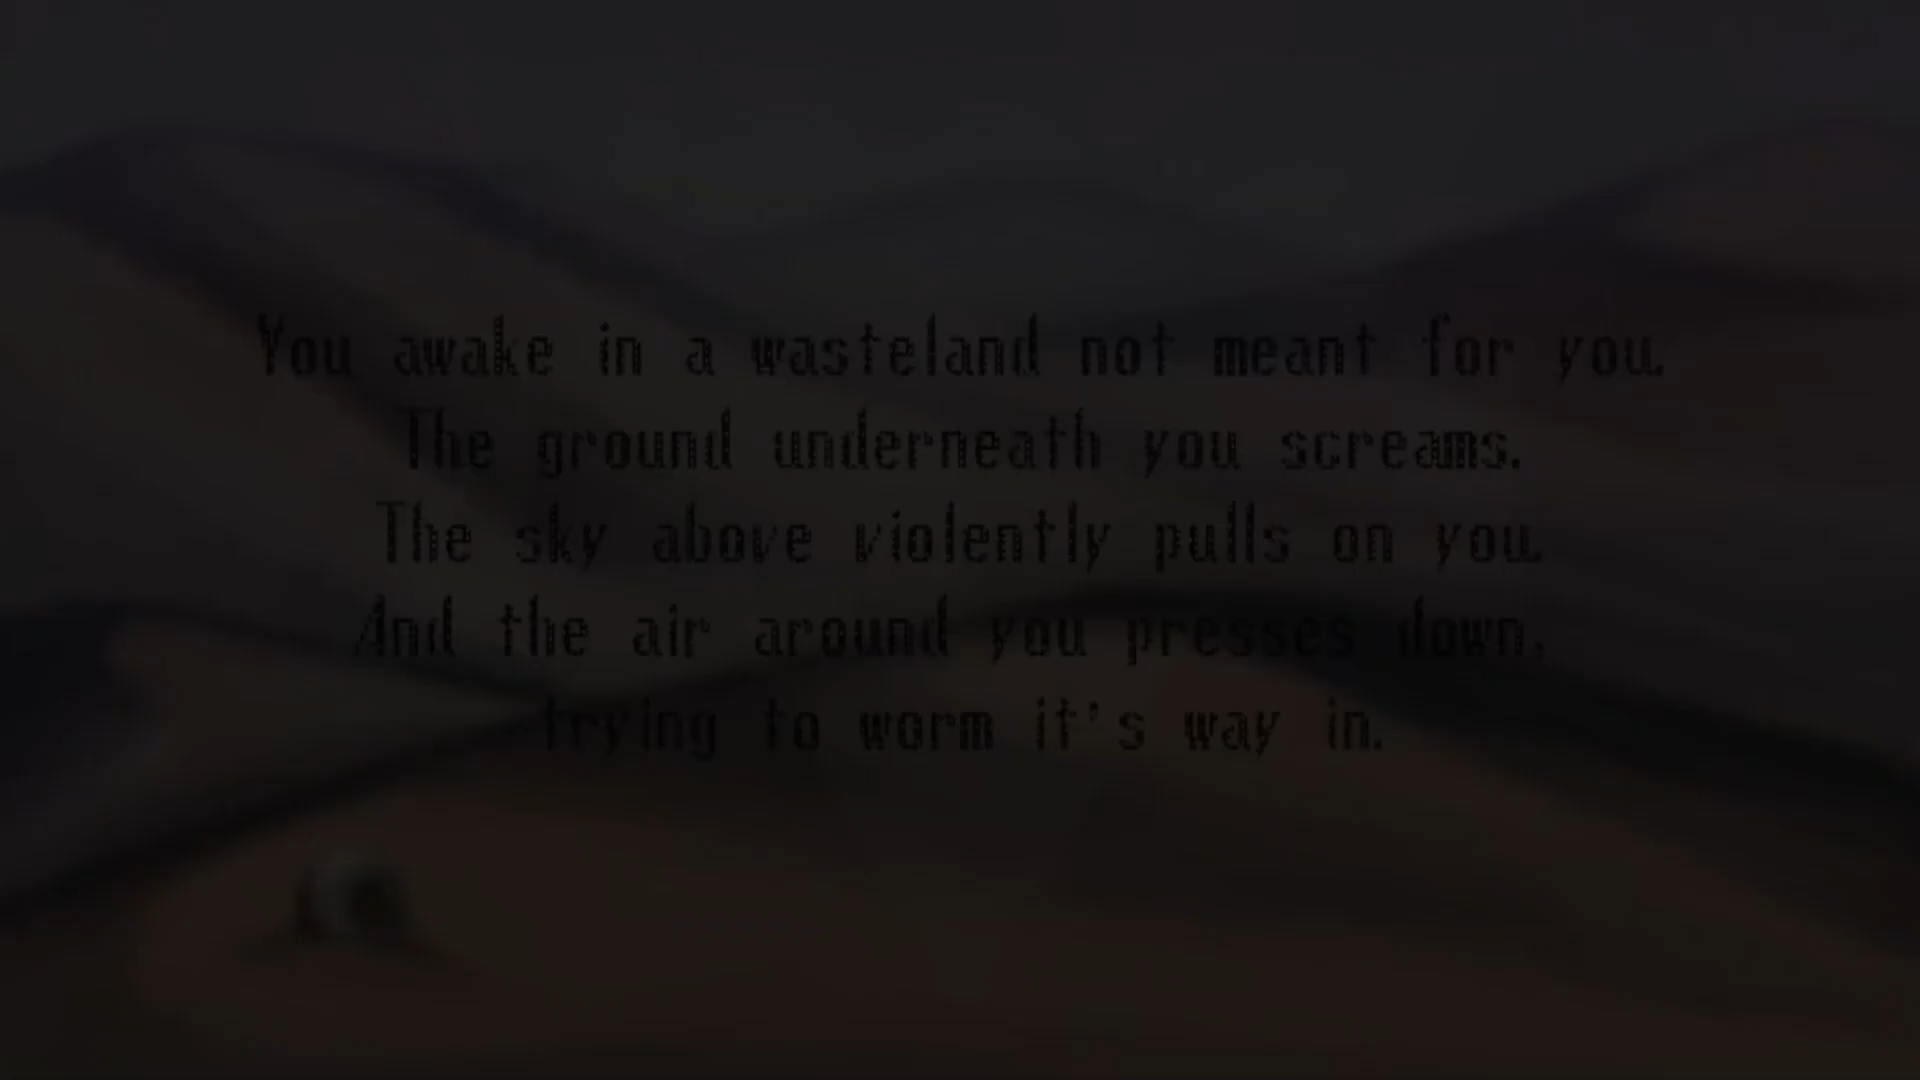 You awake in a wasteland not meant for you.
The ground underneath you screams.
The sky above violently pulls on you.
And the air around you presses down,
trying to worm it's way in.